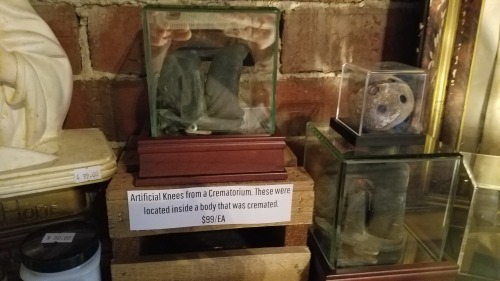 Artificial Knees from a Crematorium. These were
located inside a body that was cremated.
$99/EA